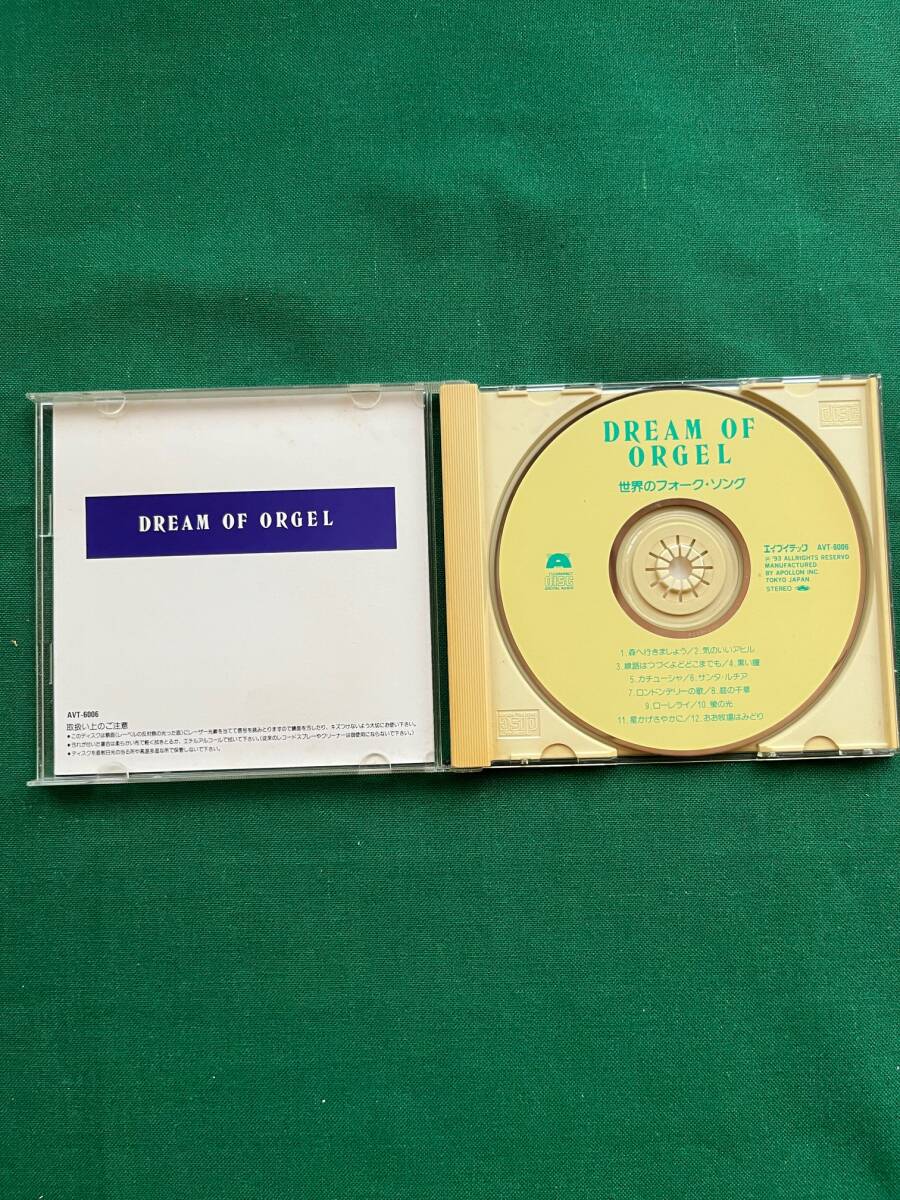 DREAM OF ORGEL
AVT-6006
取扱い上のご注意
DREAM OF
ORGEL
世界のフォーク・ソング
エイブイテック AVT-6006
'93 ALLRIGHTS RESERVD
MANUFACTURED
BY APOLLON INC.
TOKYO JAPAN
STEREO
DISC
DIGITAL AUDIO
1.森へ行きましょう/2.気のいいアヒル
3.線路はつづくよどこまでも/4.黒い瞳
5.カチューシャ/6.サンタ・ルチア
7.ロンドンデリーの歌/8.庭の千草
9.ローレライ/10.蛍の光
11.星かげさやかに/12.おお牧場はみどり